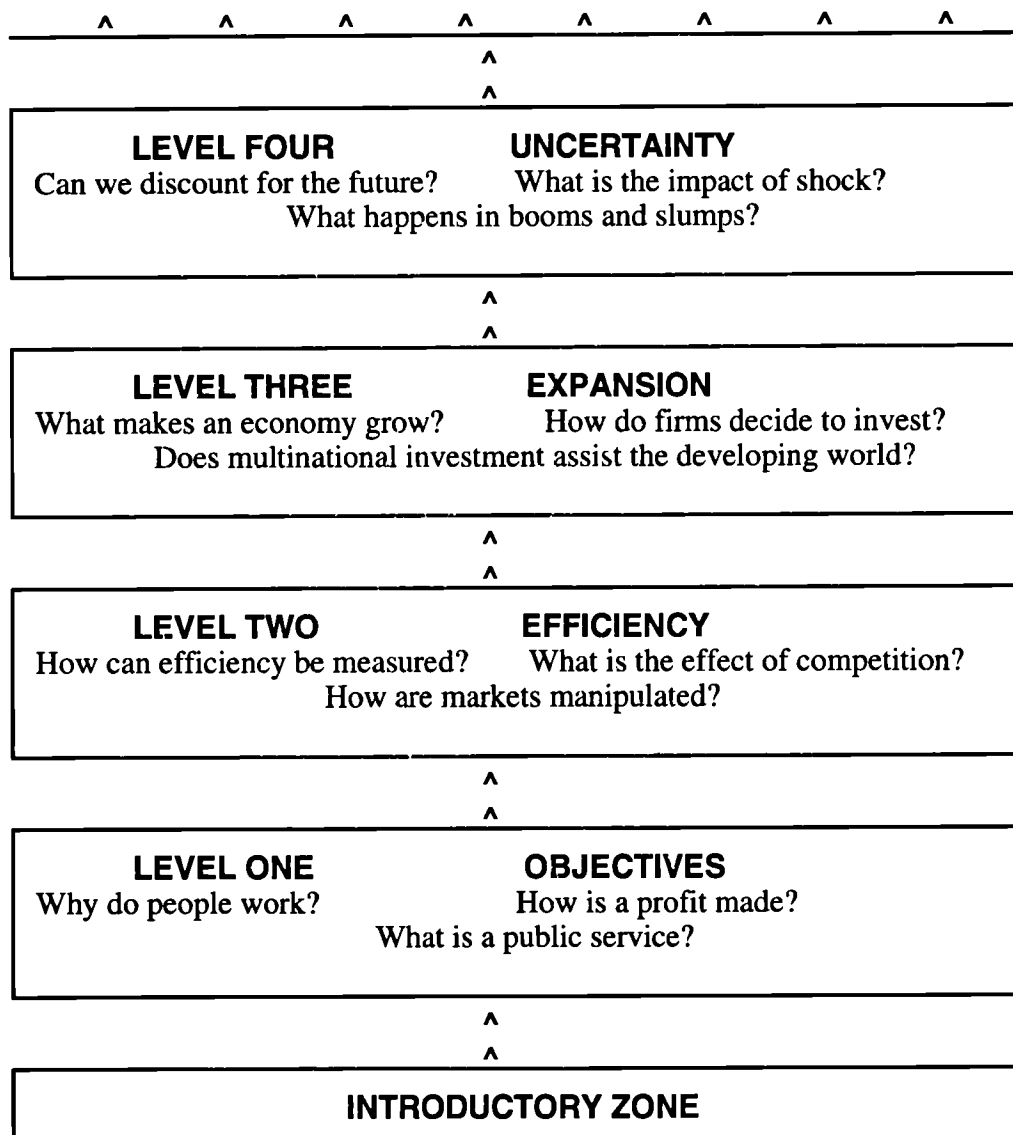 ^ ^ ^ ^ ^ ^ ^ ^
^
^
LEVEL FOUR UNCERTAINTY
Can we discount for the future? What is the impact of shock?
What happens in booms and slumps?
^
^
LEVEL THREE EXPANSION
What makes an economy grow? How do firms decide to invest?
Does multinational investment assist the developing world?
^
^
LEVEL TWO EFFICIENCY
How can efficiency be measured? What is the effect of competition?
How are markets manipulated?
^
^
LEVEL ONE OBJECTIVES
Why do people work? How is a profit made?
What is a public service?
^
^
INTRODUCTORY ZONE